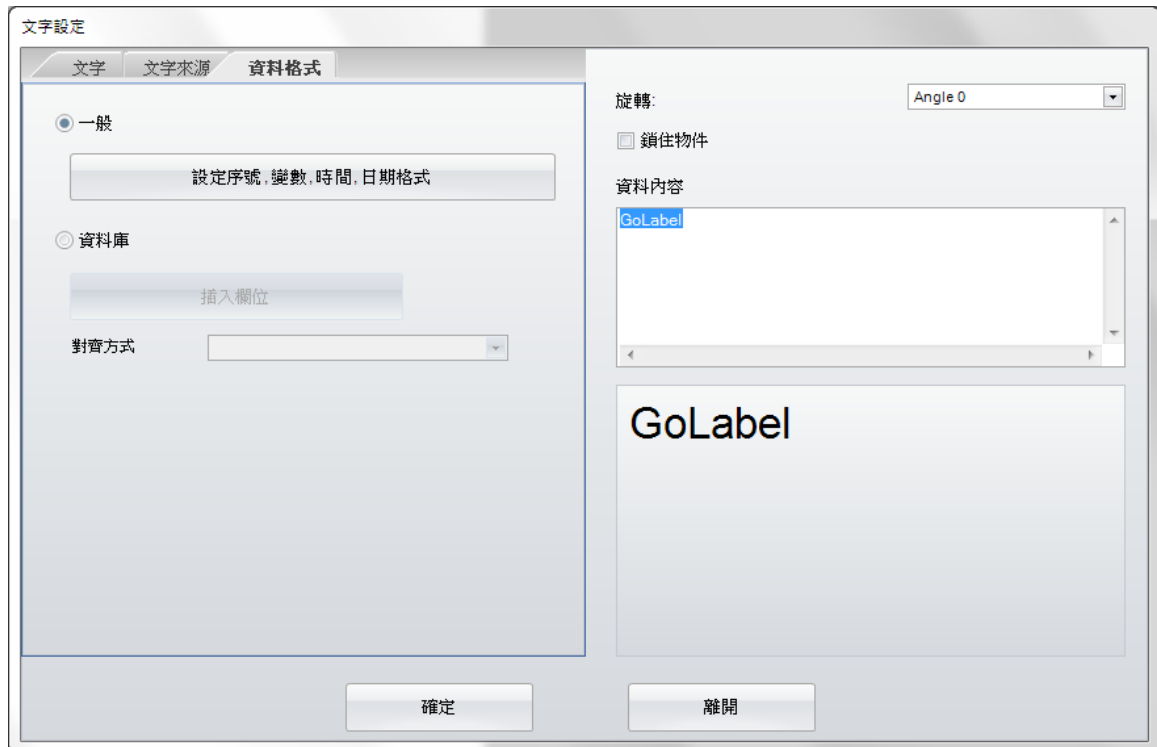 文字設定
文字 文字來源 資料格式
一般
設定序號,變數,時間,日期格式
資料庫
插入欄位
對齊方式
旋轉: Angle 0
鎖住物件
資料內容
GoLabel
GoLabel
確定 離開